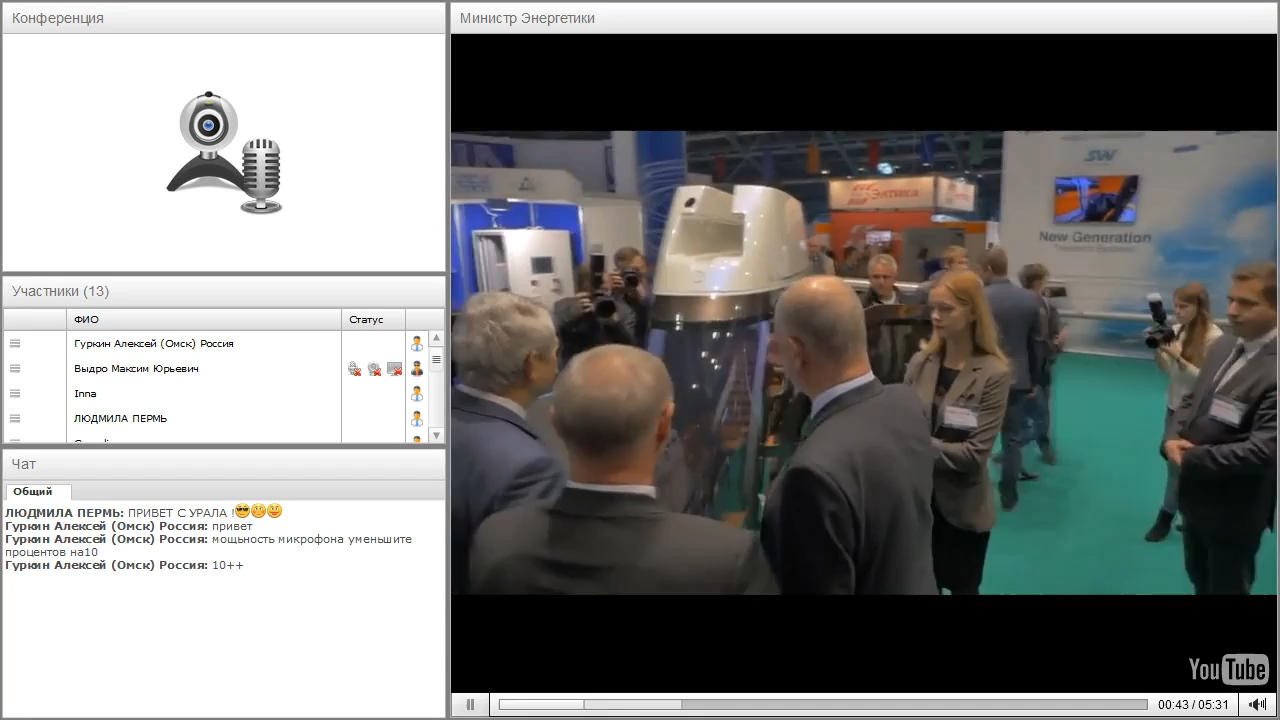 Конференция
Министр Энергетики
SW
New Generation
Элтика
YouTube
00:43 / 05:31
Участники (13)
ФИО
Статус
Гуркин Алексей (Омск) Россия
Выдро Максим Юрьевич
Inna
ЛЮДМИЛА ПЕРМЬ
Чат
Общий
ЛЮДМИЛА ПЕРМЬ: ПРИВЕТ С УРАЛА !
Гуркин Алексей (Омск) Россия: привет
Гуркин Алексей (Омск) Россия: мощьность микрофона уменьшите
процентов на10
Гуркин Алексей (Омск) Россия: 10++